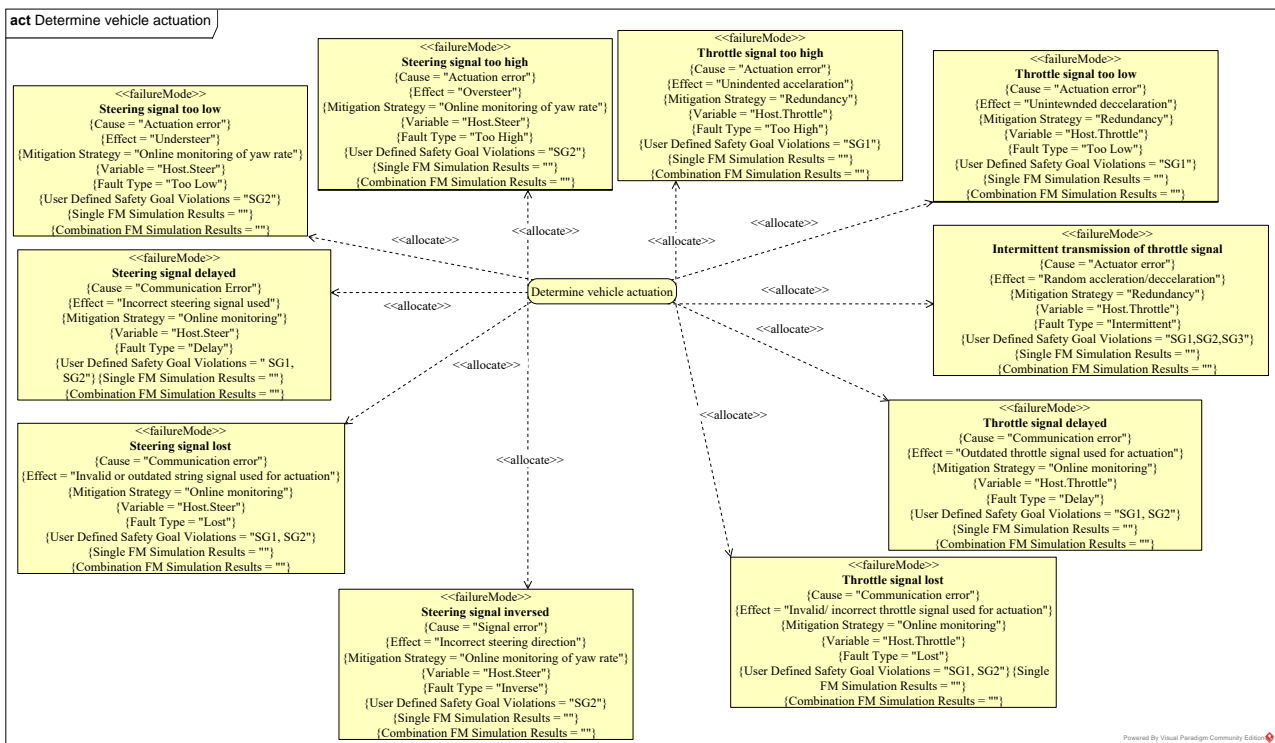 act Determine vehicle actuation
<<failureMode>>
Steering signal too low
{Cause = "Actuation error"}
{Effect = "Understeer"}
{Mitigation Strategy = "Online monitoring of yaw rate"}
{Variable = "Host.Steer"}
{Fault Type = "Too Low"}
{User Defined Safety Goal Violations = "SG2"}
{Single FM Simulation Results = ""}
{Combination FM Simulation Results = ""}
<<failureMode>>
Steering signal too high
{Cause = "Actuation error"}
{Effect = "Oversteer"}
{Mitigation Strategy = "Online monitoring of yaw rate"}
{Variable = "Host.Steer"}
{Fault Type = "Too High"}
{User Defined Safety Goal Violations = "SG2"}
{Single FM Simulation Results = ""}
{Combination FM Simulation Results = ""}
<<failureMode>>
Throttle signal too high
{Cause = "Actuation error"}
{Effect = "Unindented accelaration"}
{Mitigation Strategy = "Redundancy"}
{Variable = "Host.Throttle"}
{Fault Type = "Too High"}
{User Defined Safety Goal Violations = "SG1"}
{Single FM Simulation Results = ""}
{Combination FM Simulation Results = ""}
<<failureMode>>
Throttle signal too low
{Cause = "Actuation error"}
{Effect = "Unintewnded deccelaration"}
{Mitigation Strategy = "Redundancy"}
{Variable = "Host.Throttle"}
{Fault Type = "Too Low"}
{User Defined Safety Goal Violations = "SG1"}
{Single FM Simulation Results = ""}
{Combination FM Simulation Results = ""}
<<allocate>>
<<allocate>>
<<allocate>>
<<allocate>>
<<failureMode>>
Steering signal delayed
{Cause = "Communication Error"}
{Effect = "Incorrect steering signal used"}
{Mitigation Strategy = "Online monitoring"}
{Variable = "Host.Steer"}
{Fault Type = "Delay"}
{User Defined Safety Goal Violations = " SG1,
SG2"} {Single FM Simulation Results = ""}
{Combination FM Simulation Results = ""}
Determine vehicle actuation
<<allocate>>
<<allocate>>
<<allocate>>
<<allocate>>
<<allocate>>
<<allocate>>
<<failureMode>>
Intermittent transmission of throttle signal
{Cause = "Actuator error"}
{Effect = "Random accleration/deccelaration"}
{Mitigation Strategy = "Redundancy"}
{Variable = "Host.Throttle"}
{Fault Type = "Intermittent"}
{User Defined Safety Goal Violations = "SG1,SG2,SG3"}
{Single FM Simulation Results = ""}
{Combination FM Simulation Results = ""}
<<failureMode>>
Steering signal lost
{Cause = "Communication error"}
{Effect = "Invalid or outdated string signal used for actuation"}
{Mitigation Strategy = "Online monitoring"}
{Variable = "Host.Steer"}
{Fault Type = "Lost"}
{User Defined Safety Goal Violations = "SG1, SG2"}
{Single FM Simulation Results = ""}
{Combination FM Simulation Results = ""}
<<failureMode>>
Throttle signal delayed
{Cause = "Communication error"}
{Effect = "Outdated throttle signal used for actuation"}
{Mitigation Strategy = "Online monitoring"}
{Variable = "Host.Throttle"}
{Fault Type = "Delay"}
{User Defined Safety Goal Violations = "SG1, SG2"}
{Single FM Simulation Results = ""}
{Combination FM Simulation Results = ""}
<<failureMode>>
Steering signal inversed
{Cause = "Signal error"}
{Effect = "Incorrect steering direction"}
{Mitigation Strategy = "Online monitoring of yaw rate"}
{Variable = "Host.Steer"}
{Fault Type = "Inverse"}
{User Defined Safety Goal Violations = "SG2"}
{Single FM Simulation Results = ""}
{Combination FM Simulation Results = ""}
<<failureMode>>
Throttle signal lost
{Cause = "Communication error"}
{Effect = "Invalid/ incorrect throttle signal used for actuation"}
{Mitigation Strategy = "Online monitoring"}
{Variable = "Host.Throttle"}
{Fault Type = "Lost"}
{User Defined Safety Goal Violations = "SG1, SG2"} {Single
FM Simulation Results = ""}
{Combination FM Simulation Results = ""}
Powered By Visual Paradigm Community Edition